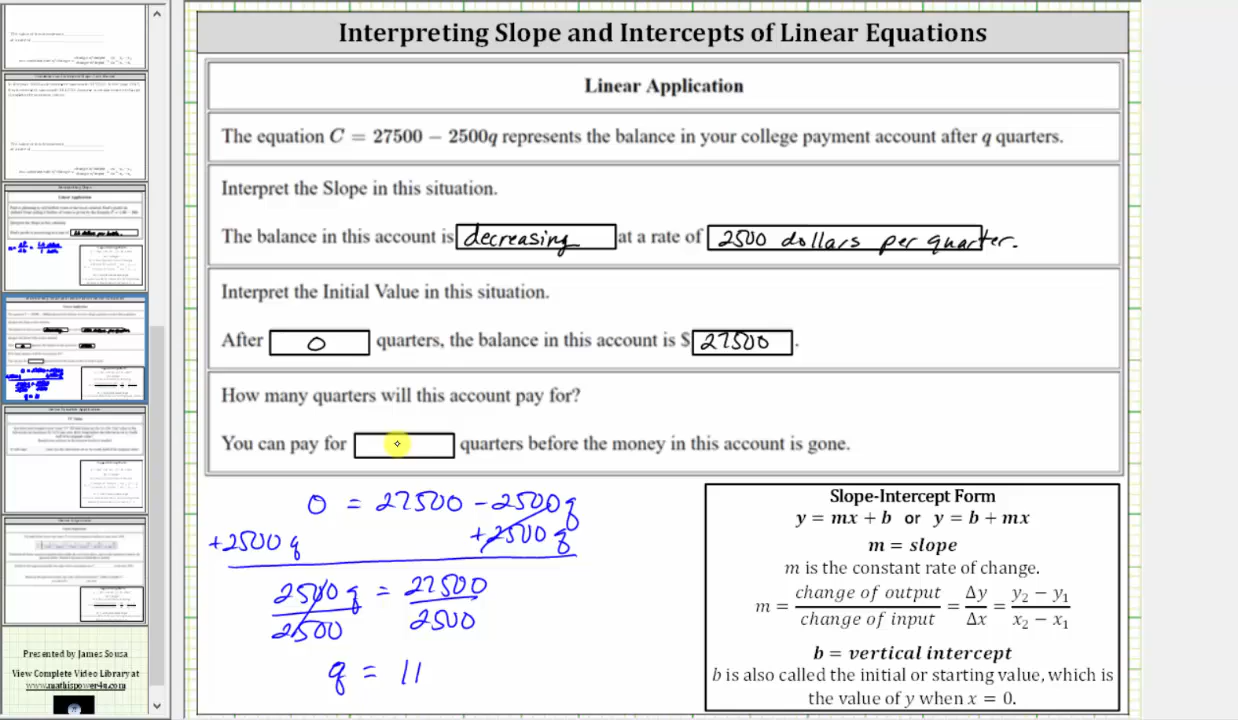 Interpreting Slope and Intercepts of Linear Equations
Linear Application
The equation C = 27500 − 2500q represents the balance in your college payment account after q quarters.
Interpret the Slope in this situation.
The balance in this account is decreasing at a rate of 2500 dollars per quarter.
Interpret the Initial Value in this situation.
After 0 quarters, the balance in this account is $ 27500 .
How many quarters will this account pay for?
You can pay for quarters before the money in this account is gone.
0 = 27500 − 2500q
+2500q +2500q
2500q = 27500
2500 2500
q = 11
Slope-Intercept Form
y = mx + b or y = b + mx
m = slope
m is the constant rate of change.
m = change of output / change of input = Δy / Δx = y₂ − y₁ / x₂ − x₁
b = vertical intercept
b is also called the initial or starting value, which is
the value of y when x = 0.
Presented by James Sousa
View Complete Video Library at
www.mathispower4u.com